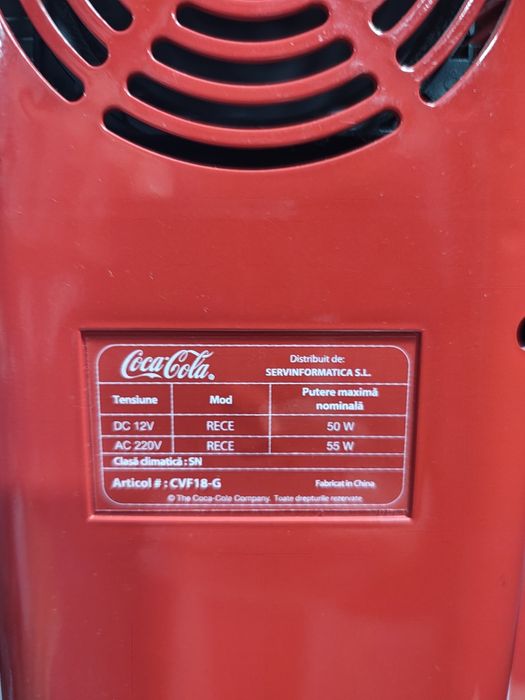 Coca-Cola®
Distribuit de:
SERVINFORMATICA S.L.
Tensiune Mod Putere maximă nominală
DC 12V RECE 50 W
AC 220V RECE 55 W
Clasă climatică : SN
Articol # : CVF18-G Fabricat în China
© The Coca-Cola Company. Toate drepturile rezervate